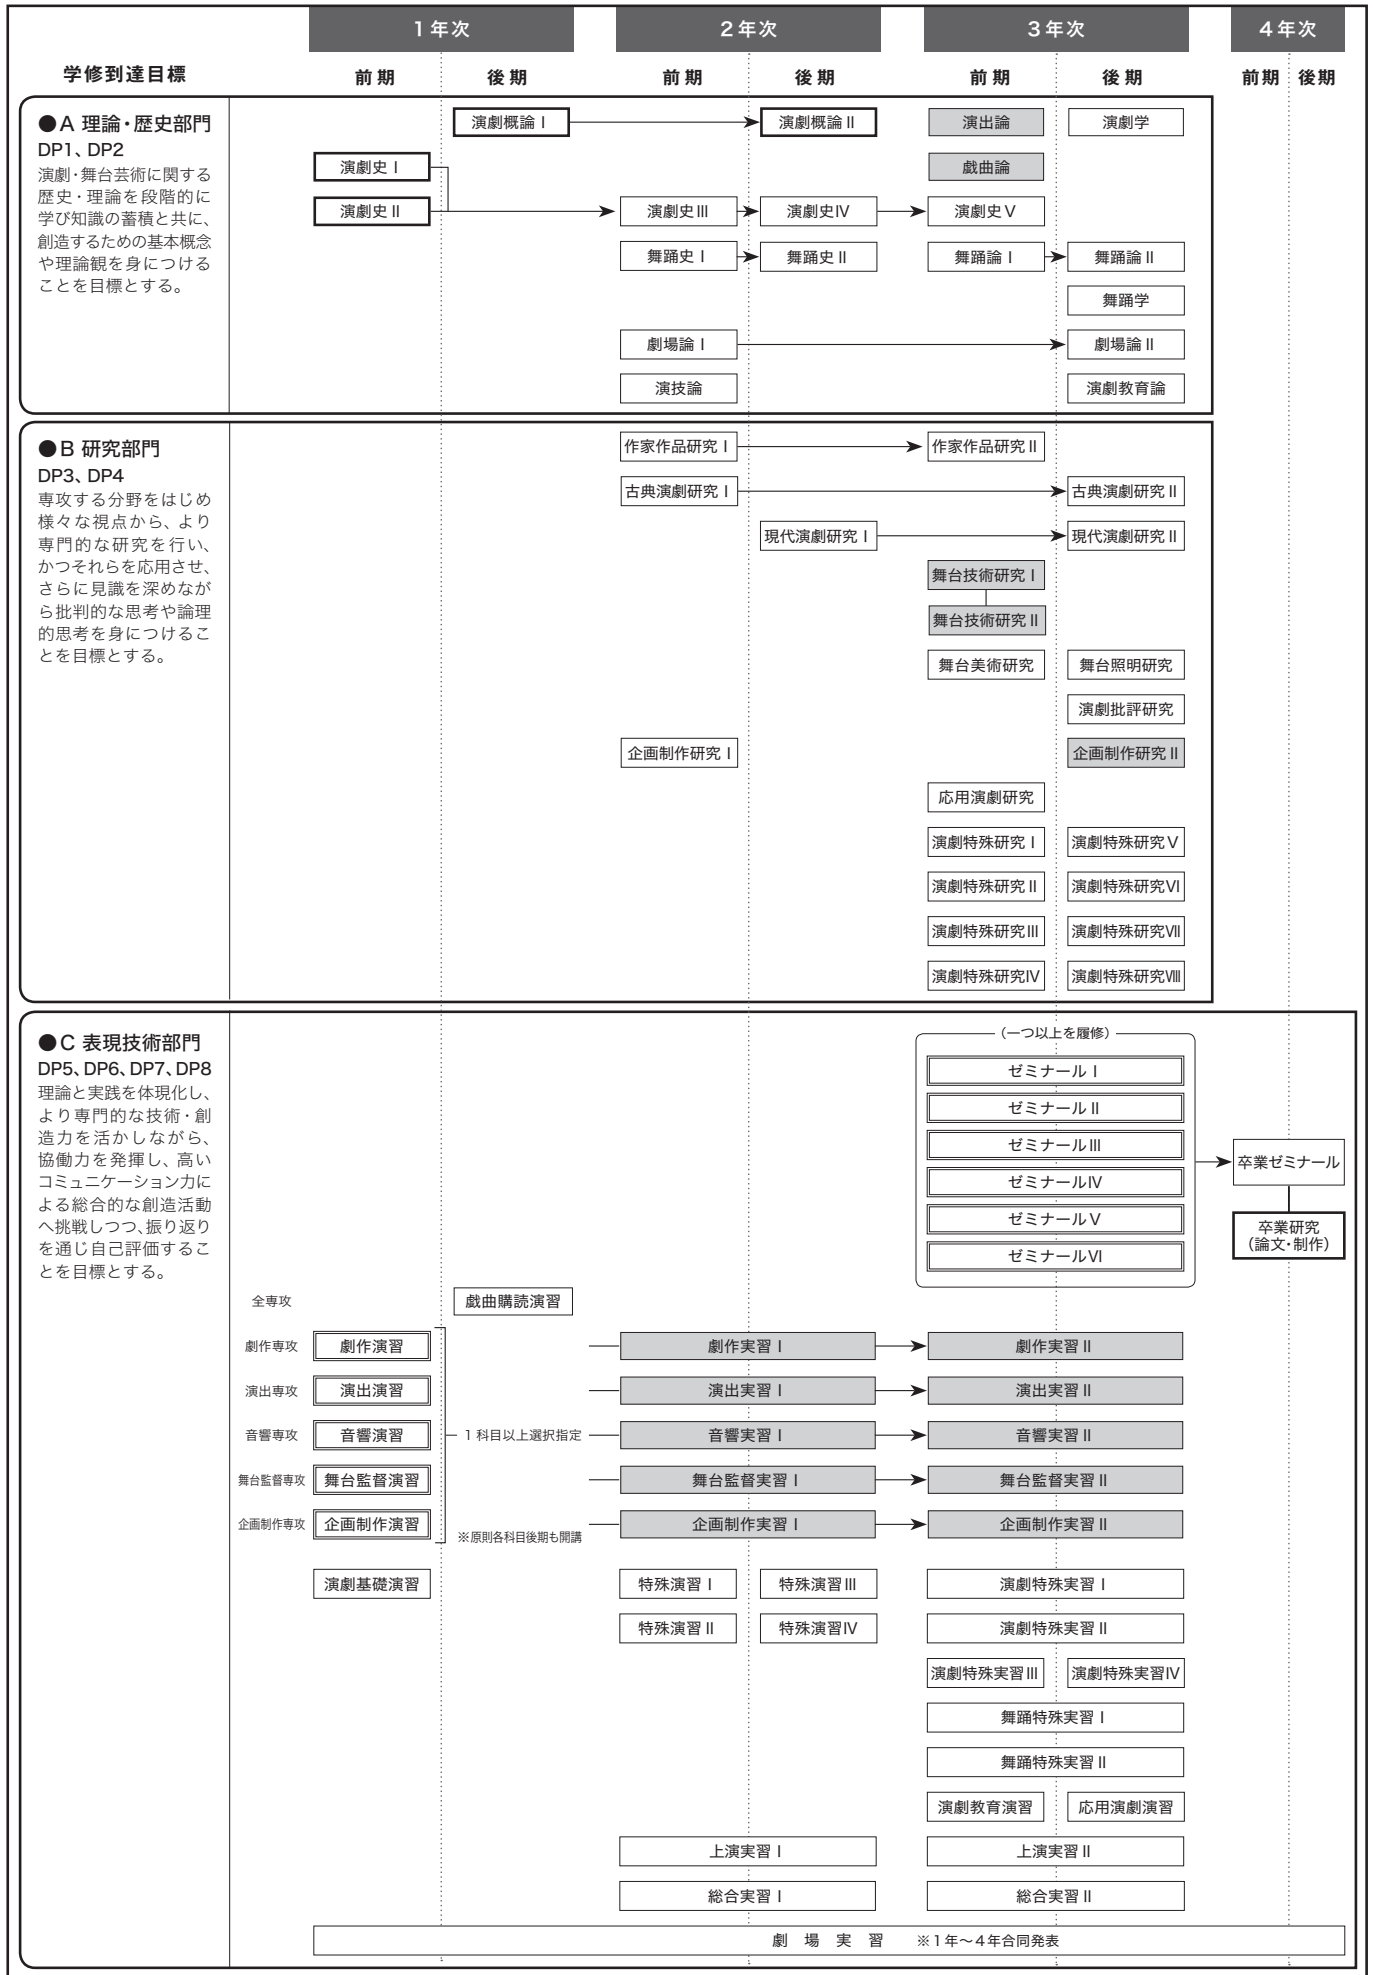 1年次 2年次 3年次 4年次
学修到達目標 前期 後期 前期 後期 前期 後期 前期 後期
●A 理論・歴史部門
DP1、DP2
演劇・舞台芸術に関する
歴史・理論を段階的に
学び知識の蓄積と共に、
創造するための基本概念
や理論観を身につける
ことを目標とする。
演劇概論Ⅰ 演劇概論Ⅱ 演出論 演劇学
演劇史Ⅰ 戯曲論
演劇史Ⅱ 演劇史Ⅲ 演劇史Ⅳ 演劇史Ⅴ
舞踊史Ⅰ 舞踊史Ⅱ 舞踊論Ⅰ 舞踊論Ⅱ
舞踊学
劇場論Ⅰ 劇場論Ⅱ
演技論 演劇教育論
●B 研究部門
DP3、DP4
専攻する分野をはじめ
様々な視点から、より
専門的な研究を行い、
かつそれらを応用させ、
さらに見識を深めなが
ら批判的な思考や論理
的思考を身につけるこ
とを目標とする。
作家作品研究Ⅰ 作家作品研究Ⅱ
古典演劇研究Ⅰ 古典演劇研究Ⅱ
現代演劇研究Ⅰ 現代演劇研究Ⅱ
舞台技術研究Ⅰ
舞台技術研究Ⅱ
舞台美術研究 舞台照明研究
演劇批評研究
企画制作研究Ⅰ 企画制作研究Ⅱ
応用演劇研究
演劇特殊研究Ⅰ 演劇特殊研究Ⅴ
演劇特殊研究Ⅱ 演劇特殊研究Ⅵ
演劇特殊研究Ⅲ 演劇特殊研究Ⅶ
演劇特殊研究Ⅳ 演劇特殊研究Ⅷ
●C 表現技術部門
DP5、DP6、DP7、DP8
理論と実践を体現化し、
より専門的な技術・創
造力を活かしながら、
協働力を発揮し、高い
コミュニケーション力に
よる総合的な創造活動
へ挑戦しつつ、振り返り
を通じ自己評価するこ
とを目標とする。
(一つ以上を履修)
ゼミナールⅠ
ゼミナールⅡ
ゼミナールⅢ
ゼミナールⅣ
ゼミナールⅤ
ゼミナールⅥ
卒業ゼミナール
卒業研究
(論文・制作)
全専攻 戯曲購読演習
劇作専攻 劇作演習 劇作実習Ⅰ 劇作実習Ⅱ
演出専攻 演出演習 演出実習Ⅰ 演出実習Ⅱ
音響専攻 音響演習 1科目以上選択指定 音響実習Ⅰ 音響実習Ⅱ
舞台監督専攻 舞台監督演習 舞台監督実習Ⅰ 舞台監督実習Ⅱ
企画制作専攻 企画制作演習 ※原則各科目後期も開講 企画制作実習Ⅰ 企画制作実習Ⅱ
演劇基礎演習 特殊演習Ⅰ 特殊演習Ⅲ 演劇特殊実習Ⅰ
特殊演習Ⅱ 特殊演習Ⅳ 演劇特殊実習Ⅱ
演劇特殊実習Ⅲ 演劇特殊実習Ⅳ
舞踊特殊実習Ⅰ
舞踊特殊実習Ⅱ
演劇教育演習 応用演劇演習
上演実習Ⅰ 上演実習Ⅱ
総合実習Ⅰ 総合実習Ⅱ
劇場実習 ※1年～4年合同発表